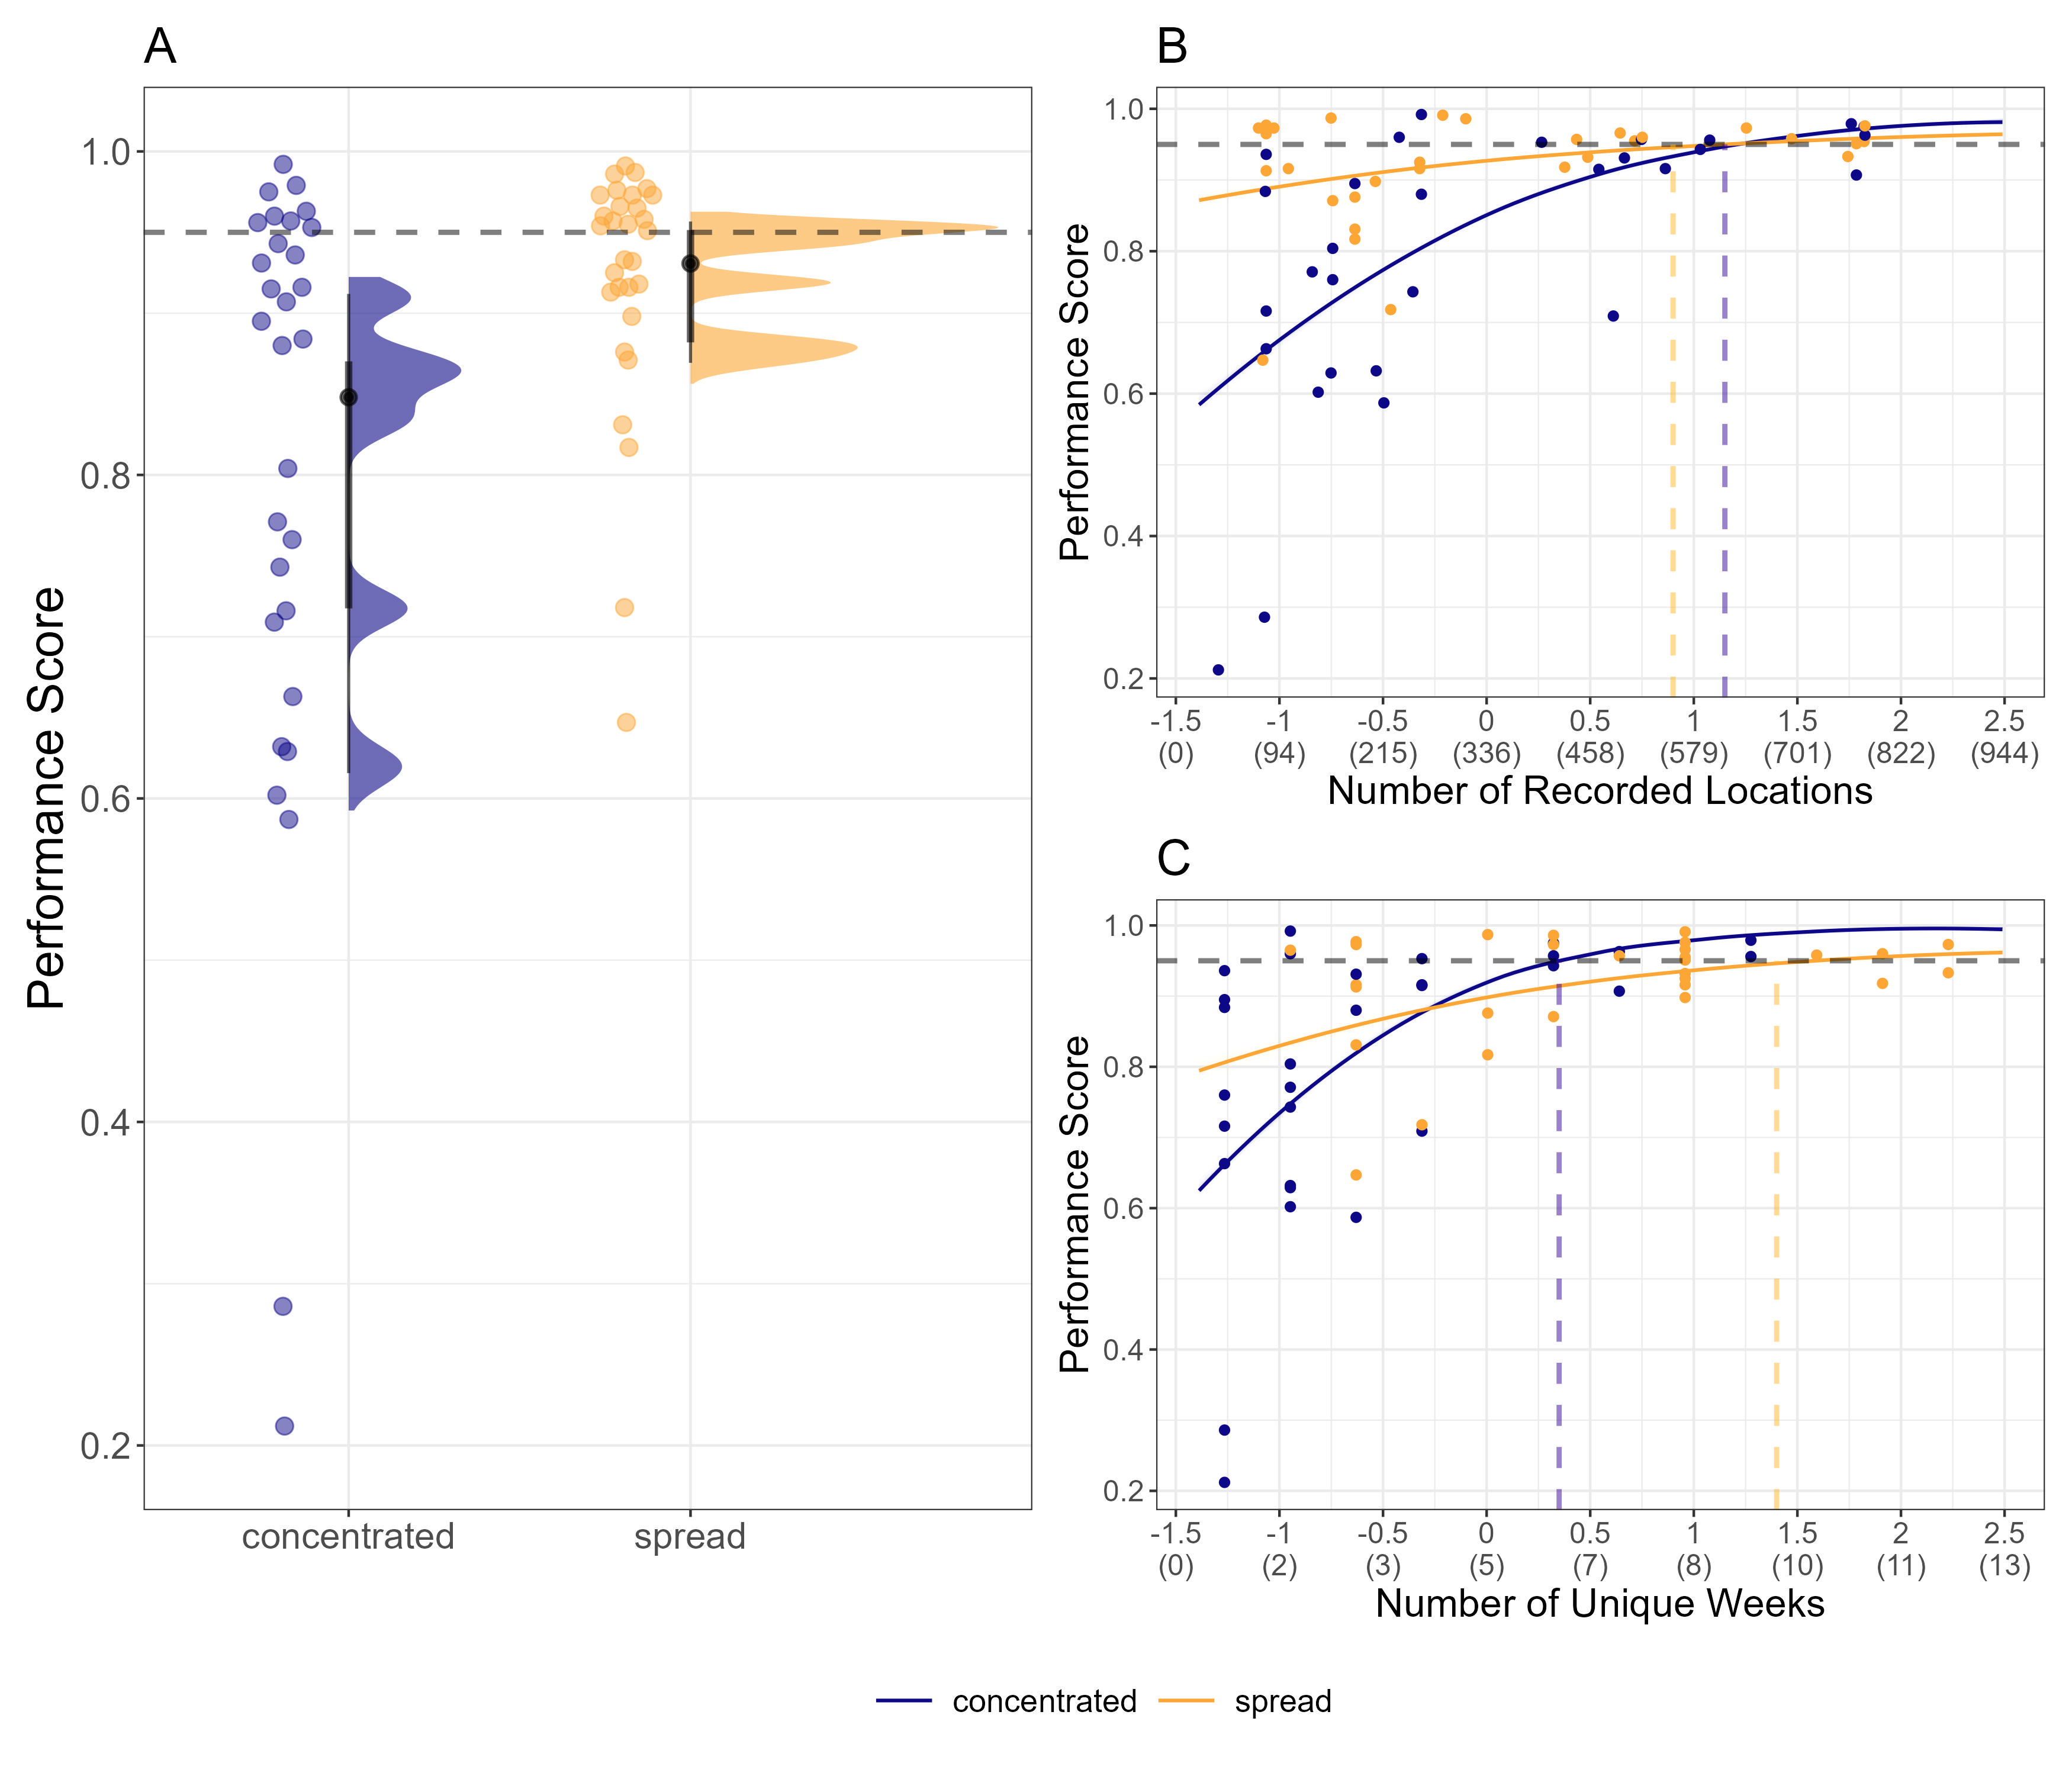 A
Performance Score
1.0
0.8
0.6
0.4
0.2
concentrated spread
B
Performance Score
1.0
0.8
0.6
0.4
0.2
-1.5 -1 -0.5 0 0.5 1 1.5 2 2.5
(0) (94) (215) (336) (458) (579) (701) (822) (944)
Number of Recorded Locations
C
Performance Score
1.0
0.8
0.6
0.4
0.2
-1.5 -1 -0.5 0 0.5 1 1.5 2 2.5
(0) (2) (3) (5) (7) (8) (10) (11) (13)
Number of Unique Weeks
concentrated spread